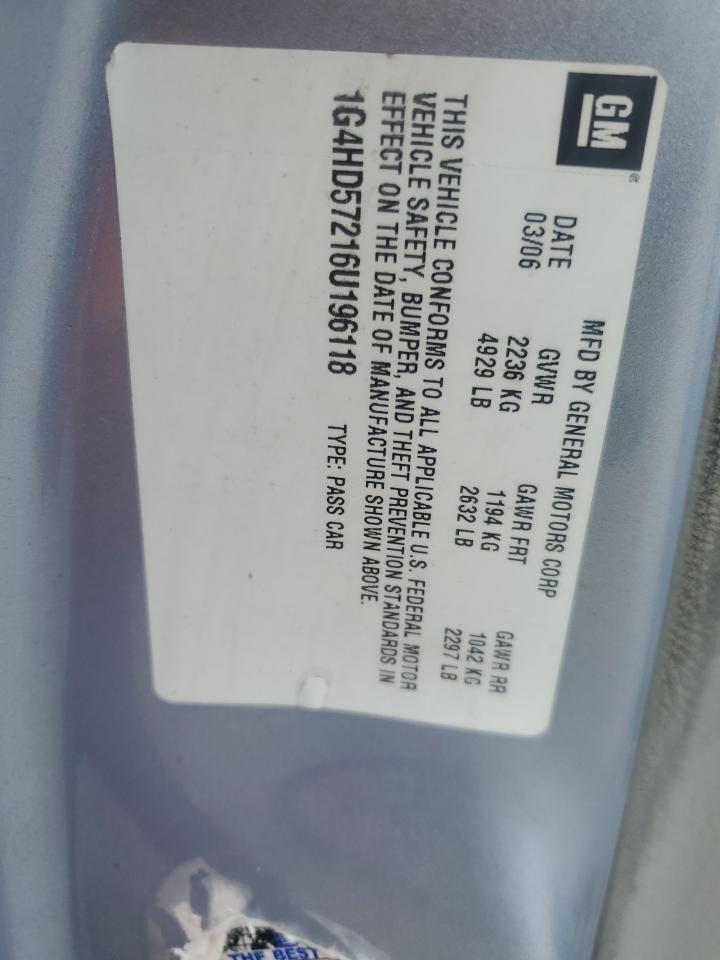 GM
MFD BY GENERAL MOTORS CORP
DATE GVWR GAWR FRT GAWR RR
03/06 2236 KG 1194 KG 1042 KG
4929 LB 2632 LB 2297 LB
THIS VEHICLE CONFORMS TO ALL APPLICABLE U.S. FEDERAL MOTOR
VEHICLE SAFETY, BUMPER, AND THEFT PREVENTION STANDARDS IN
EFFECT ON THE DATE OF MANUFACTURE SHOWN ABOVE.
1G4HD57216U196118 TYPE: PASS CAR
THE BEST